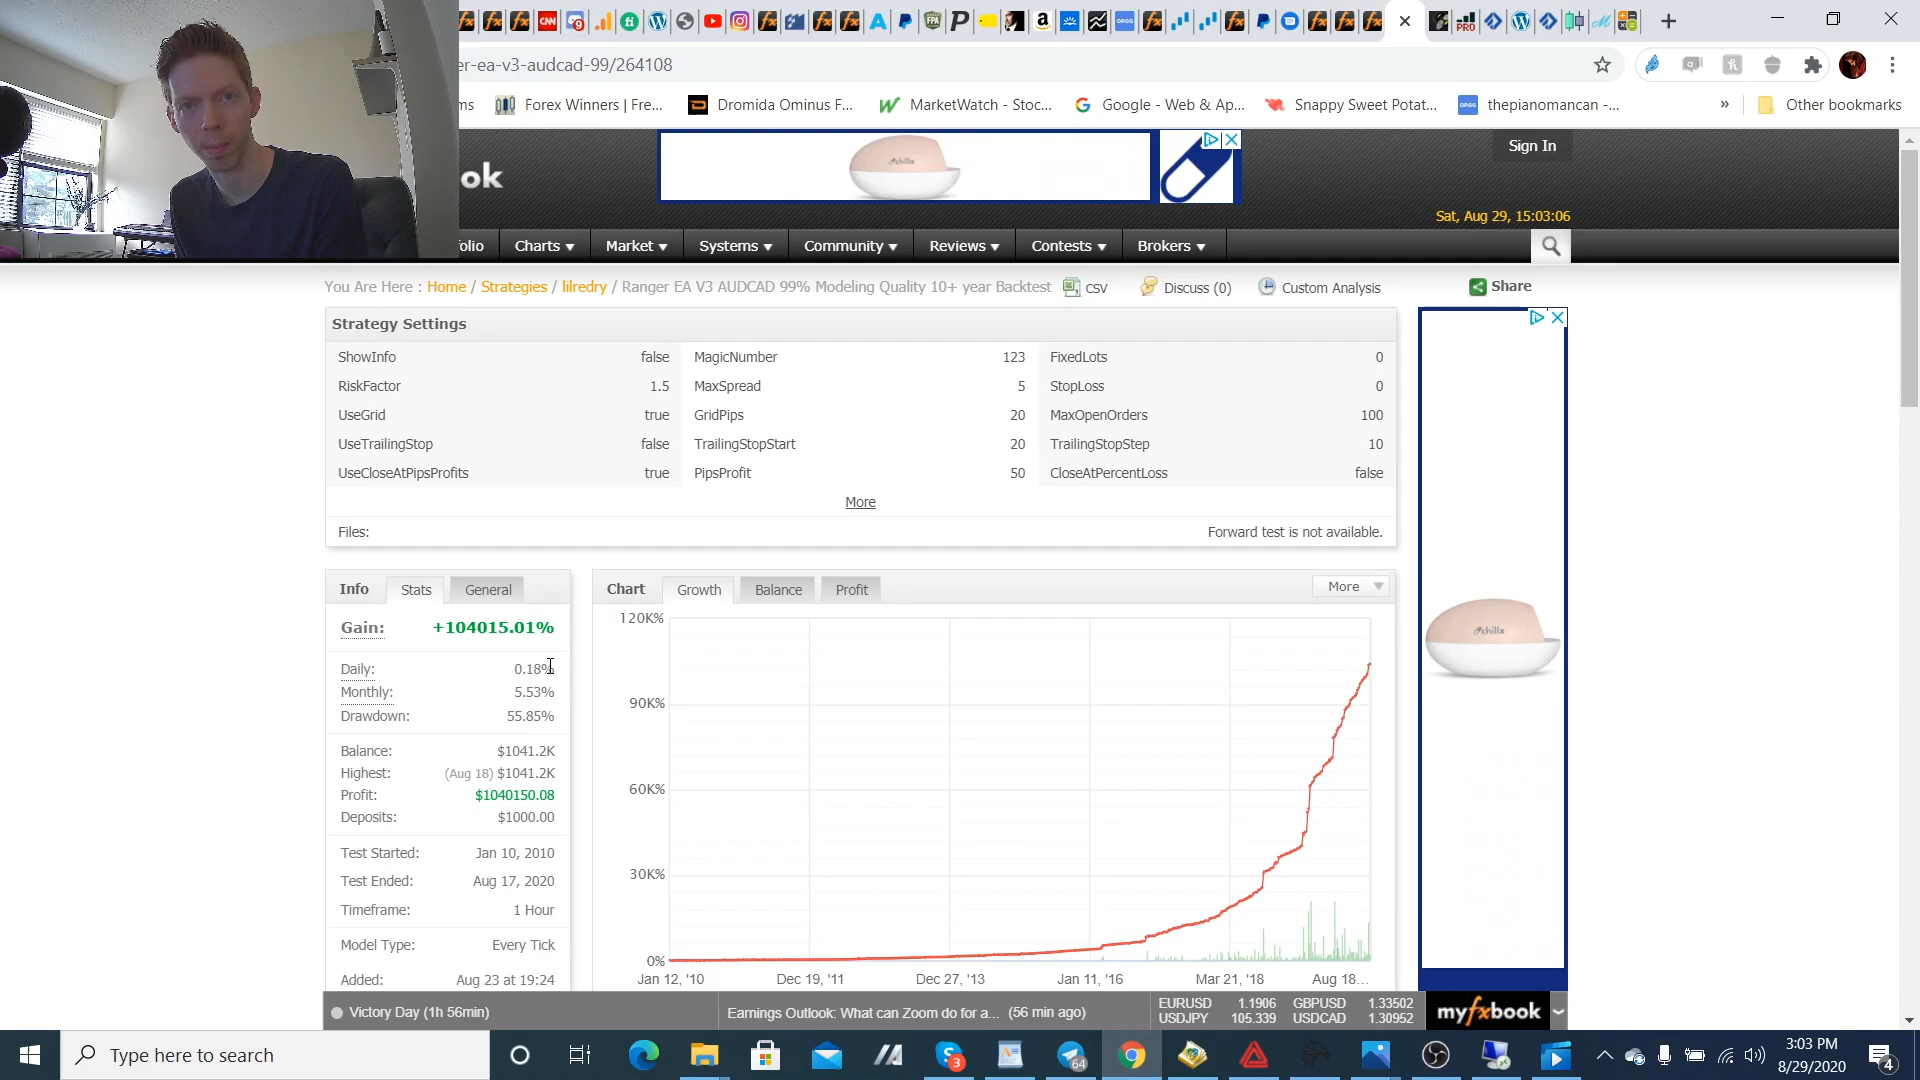 er-ea-v3-audcad-99/264108
ms
Forex Winners | Fre...
Dromida Ominus F...
MarketWatch - Stoc...
Google - Web & Ap...
Snappy Sweet Potat...
thepianomancan -...
»
Other bookmarks
ok
chillx
Sign In
Sat, Aug 29, 15:03:06
folio
Charts
Market
Systems
Community
Reviews
Contests
Brokers
You Are Here : Home / Strategies / lilredry / Ranger EA V3 AUDCAD 99% Modeling Quality 10+ year Backtest
CSV
Discuss (0)
Custom Analysis
Share
Strategy Settings
ShowInfo false MagicNumber 123 FixedLots 0
RiskFactor 1.5 MaxSpread 5 StopLoss 0
UseGrid true GridPips 20 MaxOpenOrders 100
UseTrailingStop false TrailingStopStart 20 TrailingStopStep 10
UseCloseAtPipsProfits true PipsProfit 50 CloseAtPercentLoss false
More
Files: Forward test is not available.
Info Stats General
Gain: +104015.01%
Daily: 0.18%
Monthly: 5.53%
Drawdown: 55.85%
Balance: $1041.2K
Highest: (Aug 18) $1041.2K
Profit: $1040150.08
Deposits: $1000.00
Test Started: Jan 10, 2010
Test Ended: Aug 17, 2020
Timeframe: 1 Hour
Model Type: Every Tick
Added: Aug 23 at 19:24
Chart Growth Balance Profit More
120K%
90K%
60K%
30K%
0%
Jan 12, '10 Dec 19, '11 Dec 27, '13 Jan 11, '16 Mar 21, '18 Aug 18...
chillx
Victory Day (1h 56min)
Earnings Outlook: What can Zoom do for a... (56 min ago)
EURUSD 1.1906 GBPUSD 1.33502
USDJPY 105.339 USDCAD 1.30952
myfxbook
Type here to search
3
64
3:03 PM
8/29/2020
4